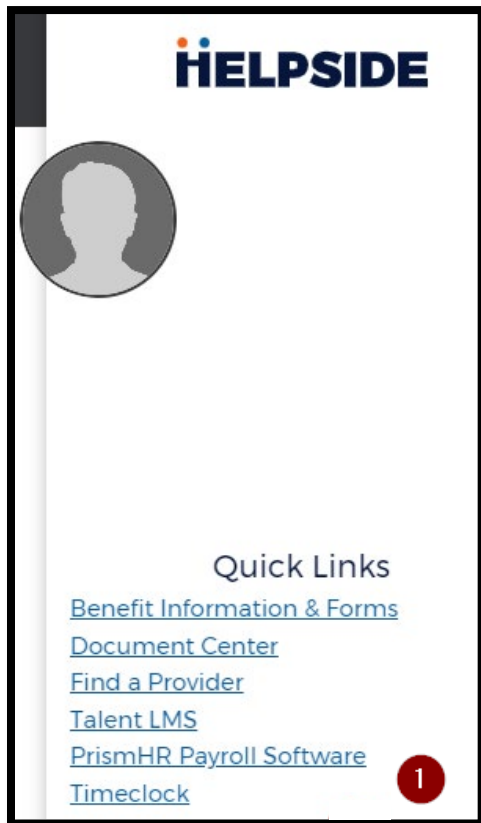 HELPSIDE
Quick Links
Benefit Information & Forms
Document Center
Find a Provider
Talent LMS
PrismHR Payroll Software
1
Timeclock